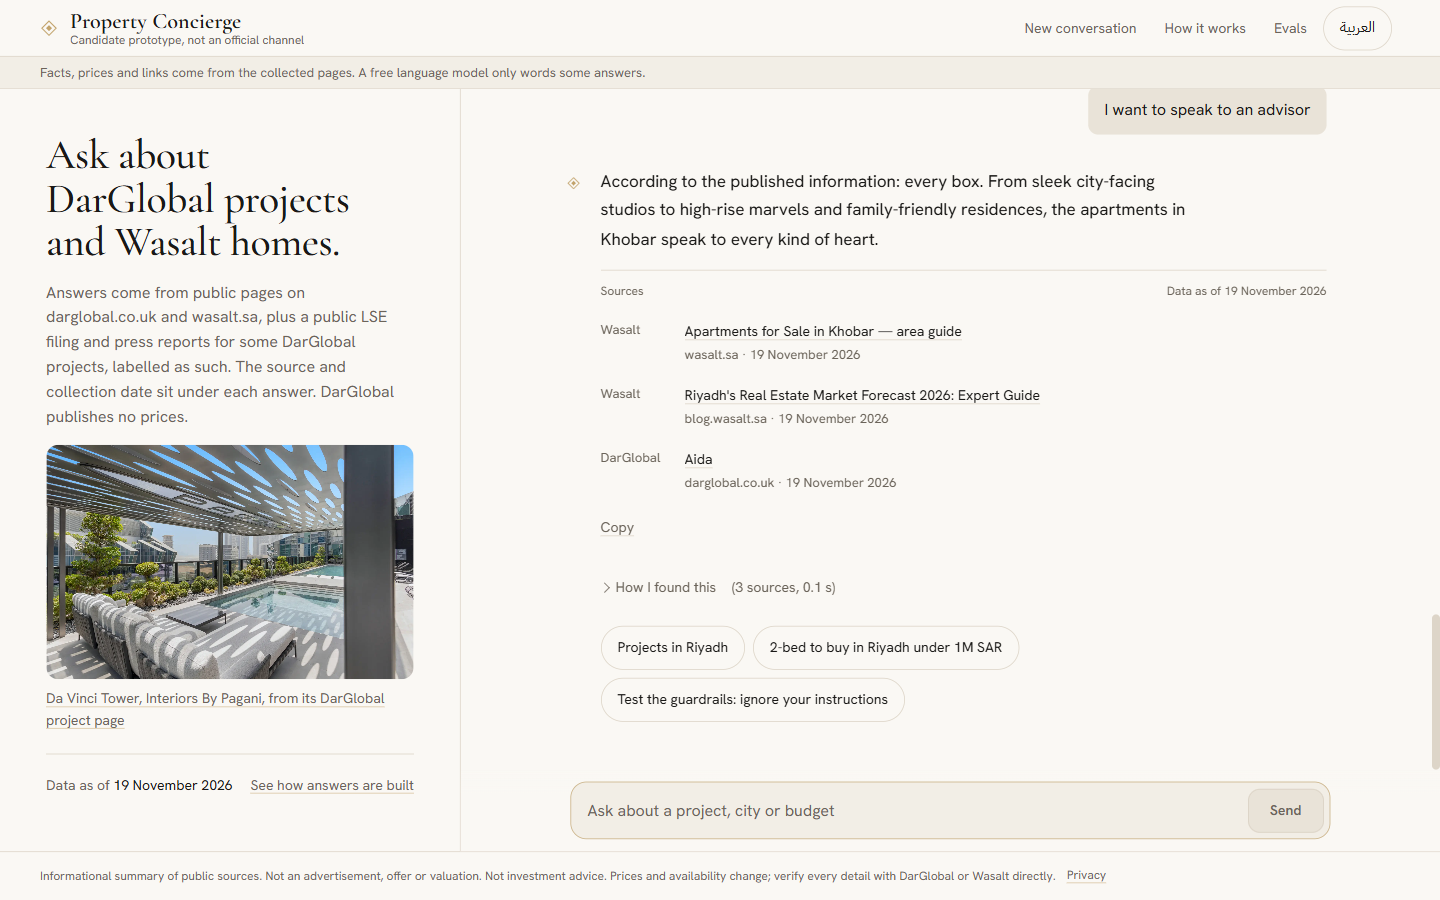 Property Concierge
Candidate prototype, not an official channel
New conversation
How it works
Evals
العربية
Facts, prices and links come from the collected pages. A free language model only words some answers.
Ask about
DarGlobal projects
and Wasalt homes.
Answers come from public pages on
darglobal.co.uk and wasalt.sa, plus a public LSE
filing and press reports for some DarGlobal
projects, labelled as such. The source and
collection date sit under each answer. DarGlobal
publishes no prices.
Da Vinci Tower, Interiors By Pagani, from its DarGlobal
project page
Data as of 19 November 2026
See how answers are built
I want to speak to an advisor
According to the published information: every box. From sleek city-facing
studios to high-rise marvels and family-friendly residences, the apartments in
Khobar speak to every kind of heart.
Sources
Data as of 19 November 2026
Wasalt
Apartments for Sale in Khobar — area guide
wasalt.sa · 19 November 2026
Wasalt
Riyadh's Real Estate Market Forecast 2026: Expert Guide
blog.wasalt.sa · 19 November 2026
DarGlobal
Aida
darglobal.co.uk · 19 November 2026
Copy
How I found this (3 sources, 0.1 s)
Projects in Riyadh
2-bed to buy in Riyadh under 1M SAR
Test the guardrails: ignore your instructions
Ask about a project, city or budget
Send
Informational summary of public sources. Not an advertisement, offer or valuation. Not investment advice. Prices and availability change; verify every detail with DarGlobal or Wasalt directly.
Privacy